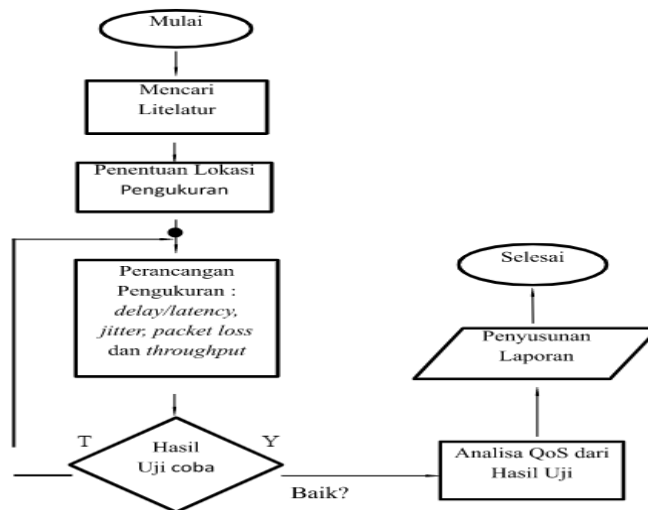 Mulai
Mencari
Litelatur
Penentuan Lokasi
Pengukuran
Perancangan
Pengukuran :
delay/latency,
jitter, packet loss
dan throughput
T
Hasil
Uji coba
Y
Baik?
Analisa QoS dari
Hasil Uji
Penyusunan
Laporan
Selesai